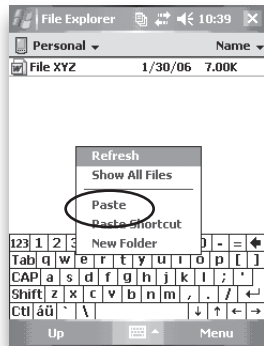 File Explorer 10:39
Personal Name
File XYZ 1/30/06 7.00K
Refresh
Show All Files
Paste
Paste Shortcut
New Folder
123 1 2 3 0 - =
Tab q w e r t y u i o p [ ]
CAP a s d f g h j k l ; '
Shift z x c v b n m , . /
Ctl áü ` \
Up Menu